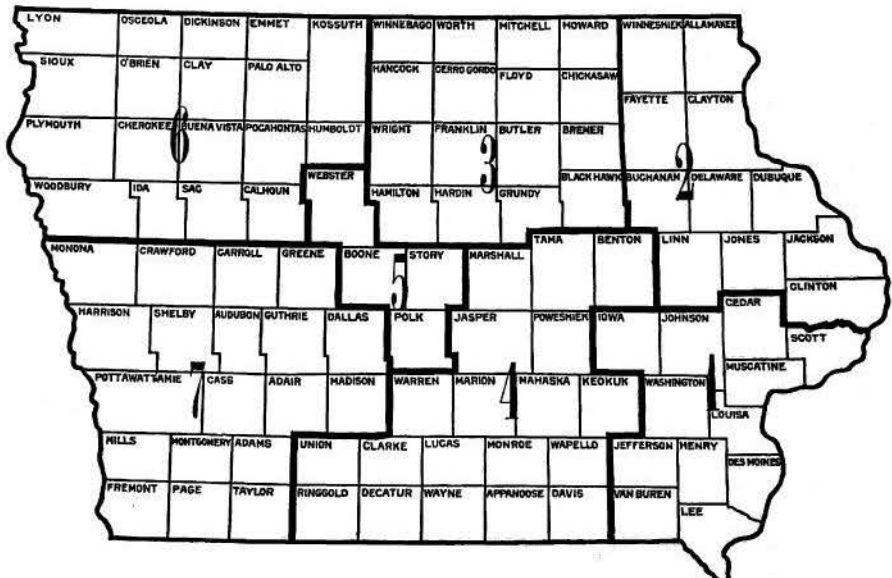 LYON OSCEOLA DICKINSON EMMET KOSSUTH WINNEBAGO WORTH MITCHELL HOWARD WINNESHIEK ALLAMAKEE
SIOUX O'BRIEN CLAY PALO ALTO HANCOCK CERRO GORDO FLOYD CHICKASAW
FAYETTE CLAYTON
PLYMOUTH CHEROKEE BUENA VISTA POCAHONTAS HUMBOLDT WRIGHT FRANKLIN BUTLER BREMER
6 3 2
WOODBURY IDA SAC CALHOUN WEBSTER HAMILTON HARDIN GRUNDY BLACK HAWK BUCHANAN DELAWARE DUBUQUE
MONONA CRAWFORD CARROLL GREENE BOONE STORY MARSHALL TAMA BENTON LINN JONES JACKSON
5
CLINTON
HARRISON SHELBY AUDUBON GUTHRIE DALLAS POLK JASPER POWESHIEK IOWA JOHNSON CEDAR
SCOTT
MUSCATINE
POTTAWATTAMIE 7 CASS ADAIR MADISON WARREN MARION 4 MAHASKA KEOKUK WASHINGTON 1
LOUISA
MILLS MONTGOMERY ADAMS UNION CLARKE LUCAS MONROE WAPELLO JEFFERSON HENRY
DES MOINES
FREMONT PAGE TAYLOR RINGGOLD DECATUR WAYNE APPANOOSE DAVIS VAN BUREN
LEE